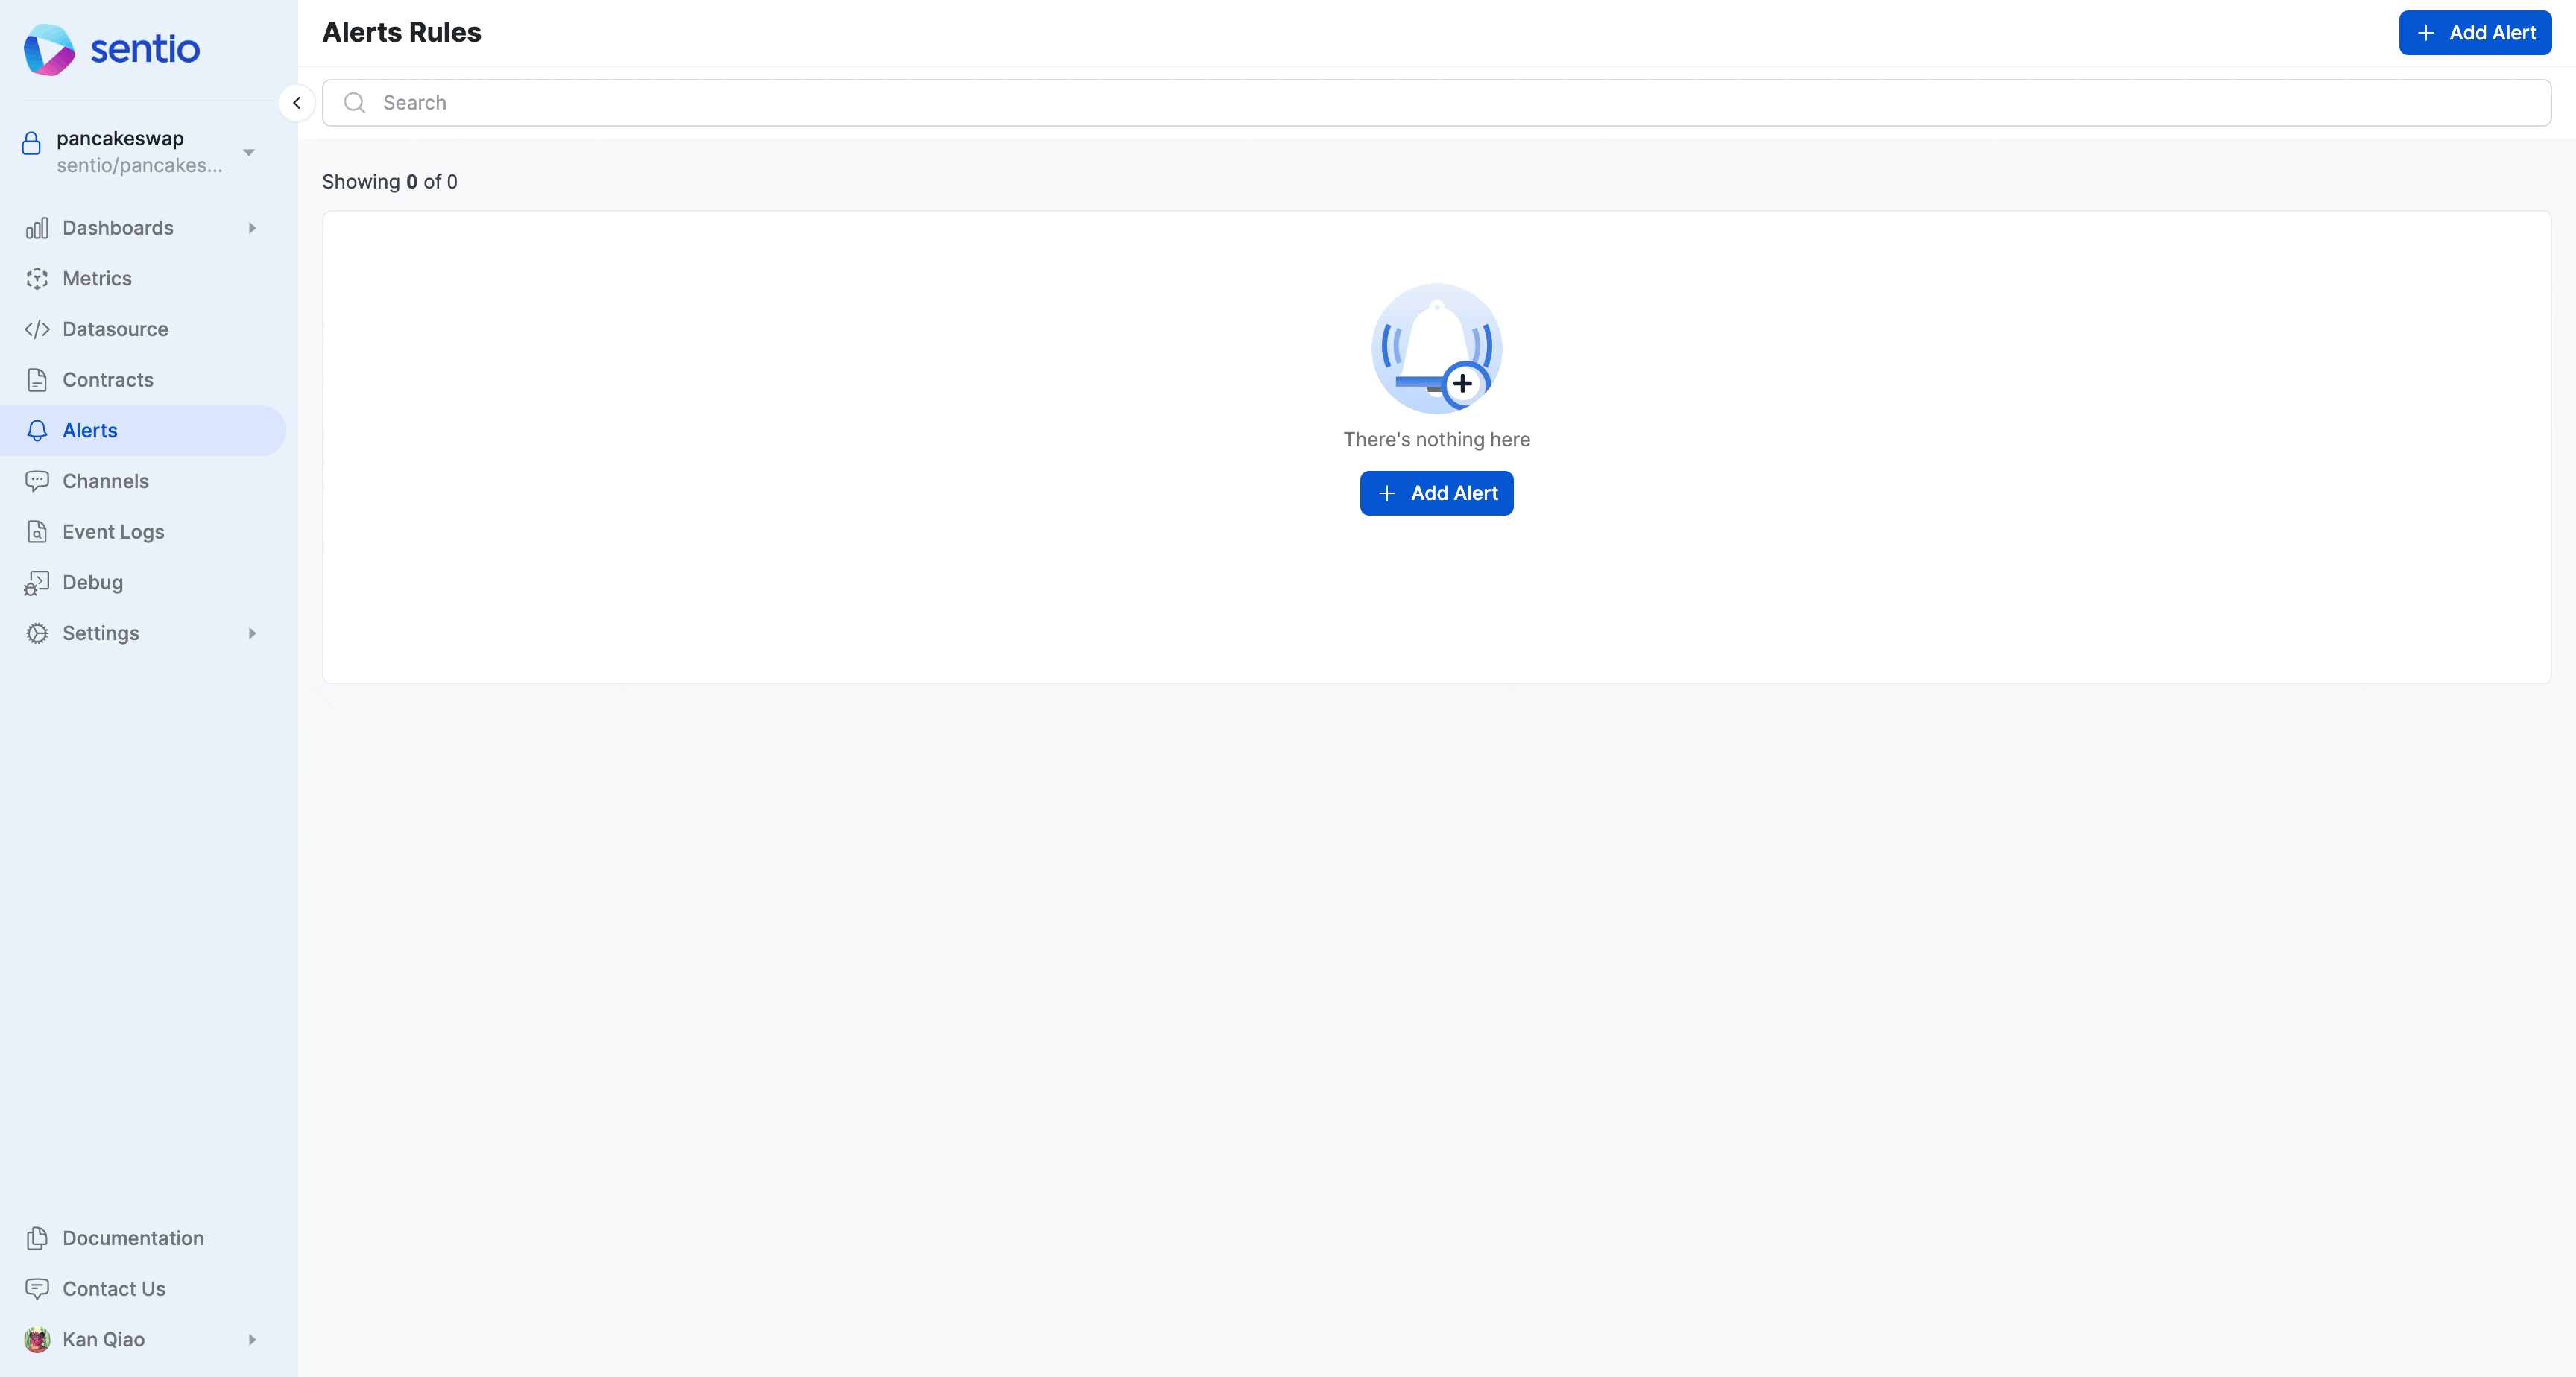 sentio
pancakeswap
sentio/pancakes...
Dashboards
Metrics
Datasource
Contracts
Alerts
Channels
Event Logs
Debug
Settings
Documentation
Contact Us
Kan Qiao
Alerts Rules
Add Alert
Search
Showing 0 of 0
There's nothing here
Add Alert